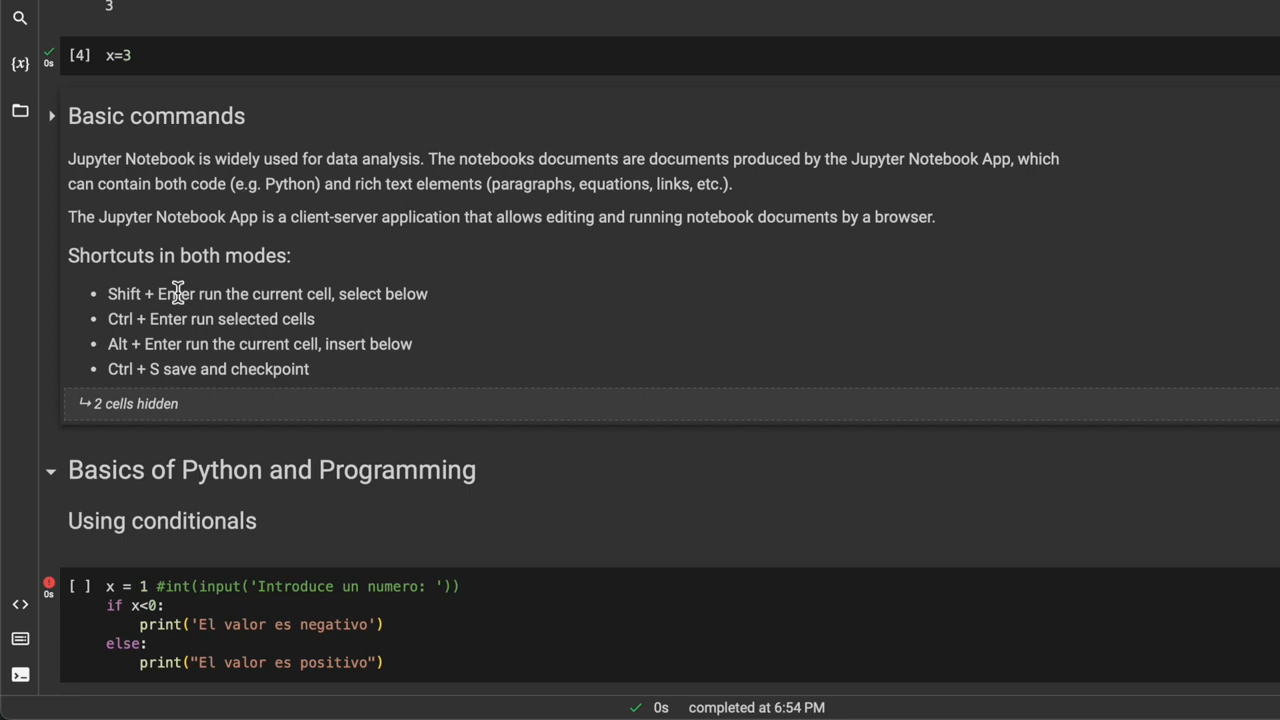 3
0s
[4] x=3
{x}
Basic commands
Jupyter Notebook is widely used for data analysis. The notebooks documents are documents produced by the Jupyter Notebook App, which
can contain both code (e.g. Python) and rich text elements (paragraphs, equations, links, etc.).
The Jupyter Notebook App is a client-server application that allows editing and running notebook documents by a browser.
Shortcuts in both modes:
• Shift + Enter run the current cell, select below
• Ctrl + Enter run selected cells
• Alt + Enter run the current cell, insert below
• Ctrl + S save and checkpoint
↳ 2 cells hidden
Basics of Python and Programming
Using conditionals
0s
[ ] x = 1 #int(input('Introduce un numero: '))
if x<0:
    print('El valor es negativo')
else:
    print("El valor es positivo")
0s completed at 6:54 PM